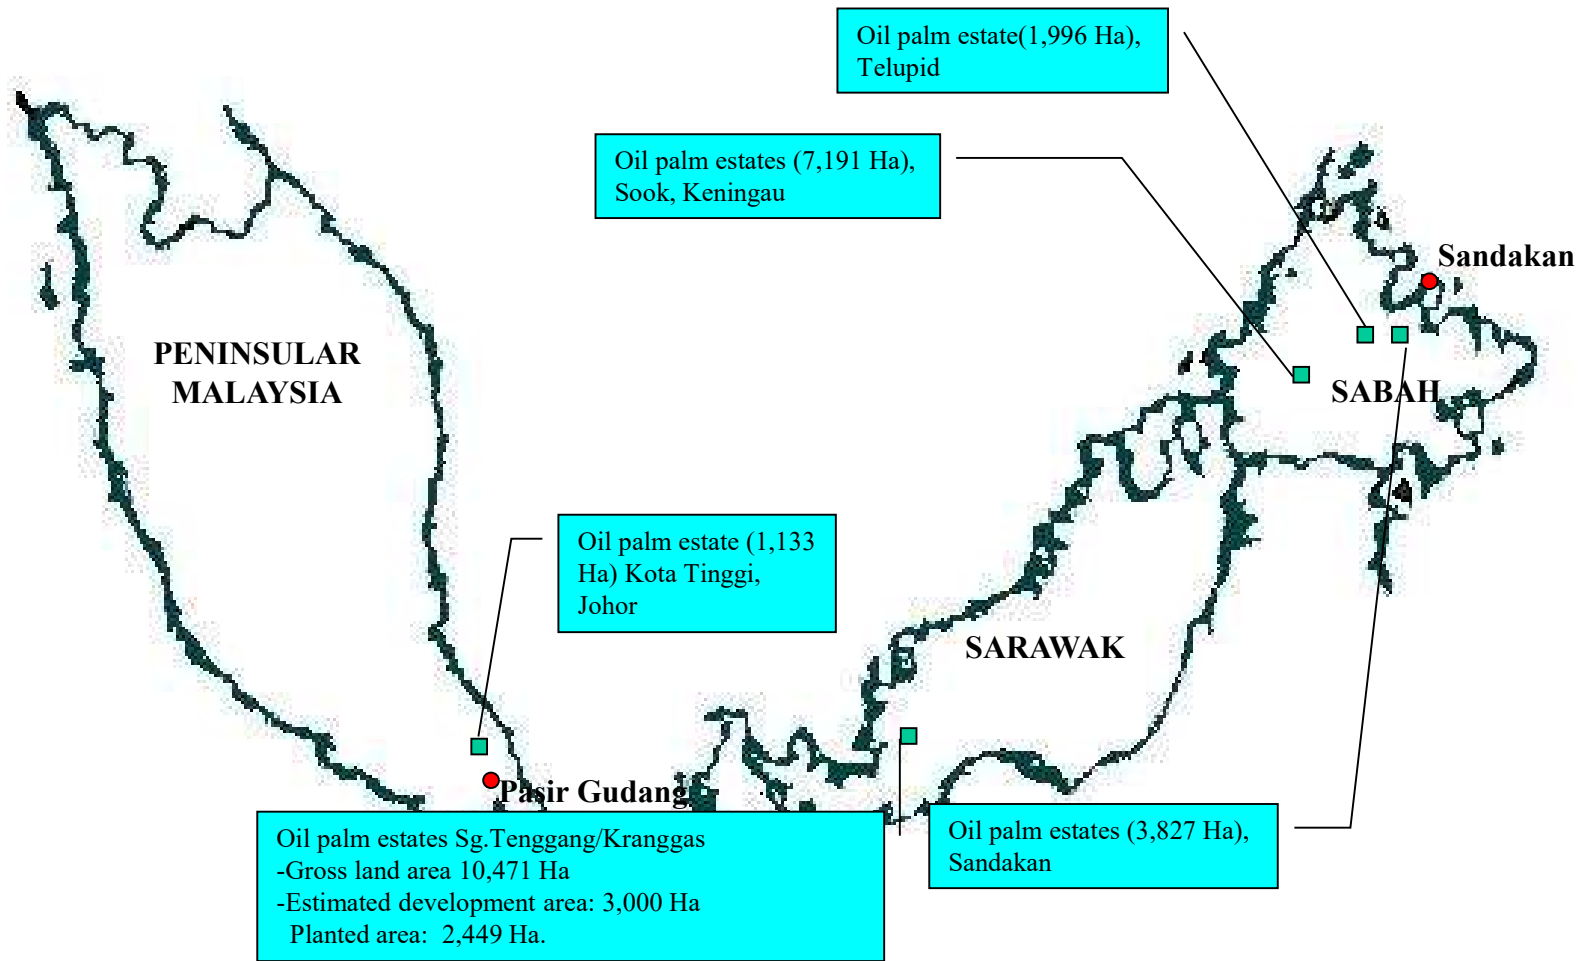 Oil palm estate(1,996 Ha),
Telupid
Oil palm estates (7,191 Ha),
Sook, Keningau
Sandakan
PENINSULAR
MALAYSIA
SABAH
Oil palm estate (1,133
Ha) Kota Tinggi,
Johor
SARAWAK
Pasir Gudang
Oil palm estates Sg.Tenggang/Kranggas
-Gross land area 10,471 Ha
-Estimated development area: 3,000 Ha
Planted area: 2,449 Ha.
Oil palm estates (3,827 Ha),
Sandakan